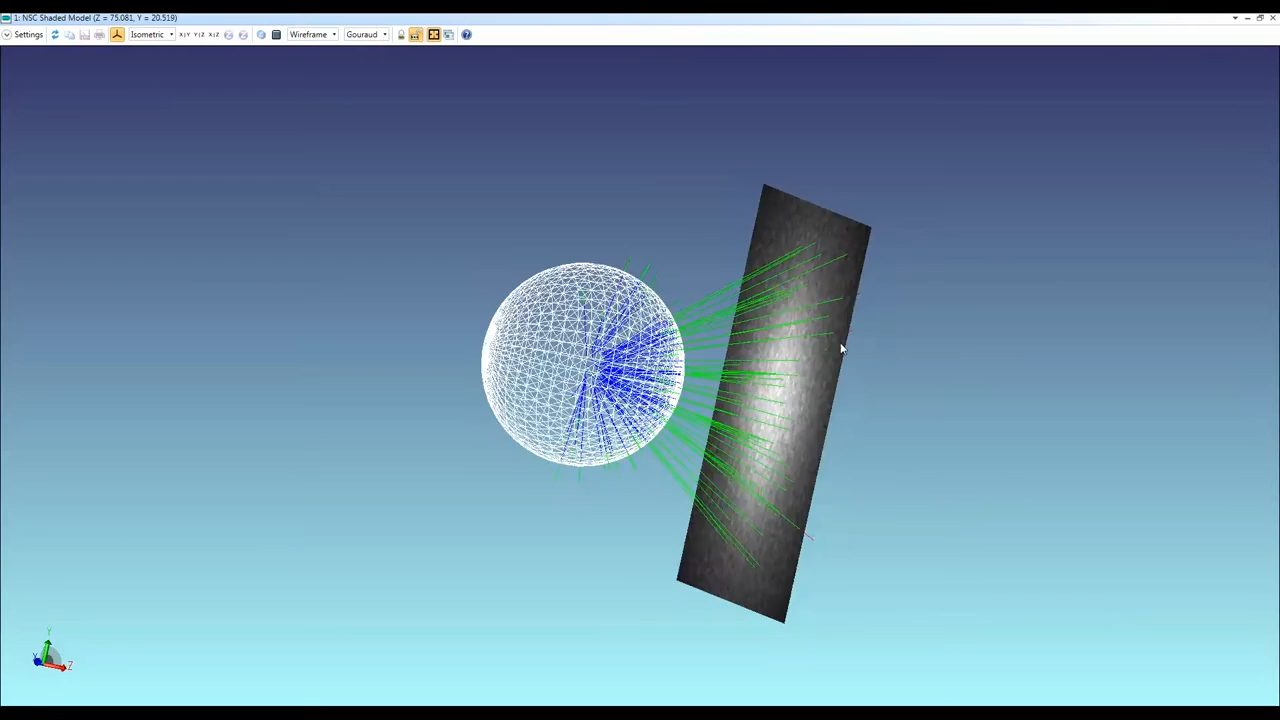 1: NSC Shaded Model (Z = 75.081, Y = 20.519)
Settings
Isometric
X|Y Y|Z X|Z
Wireframe
Gouraud
Y
Z